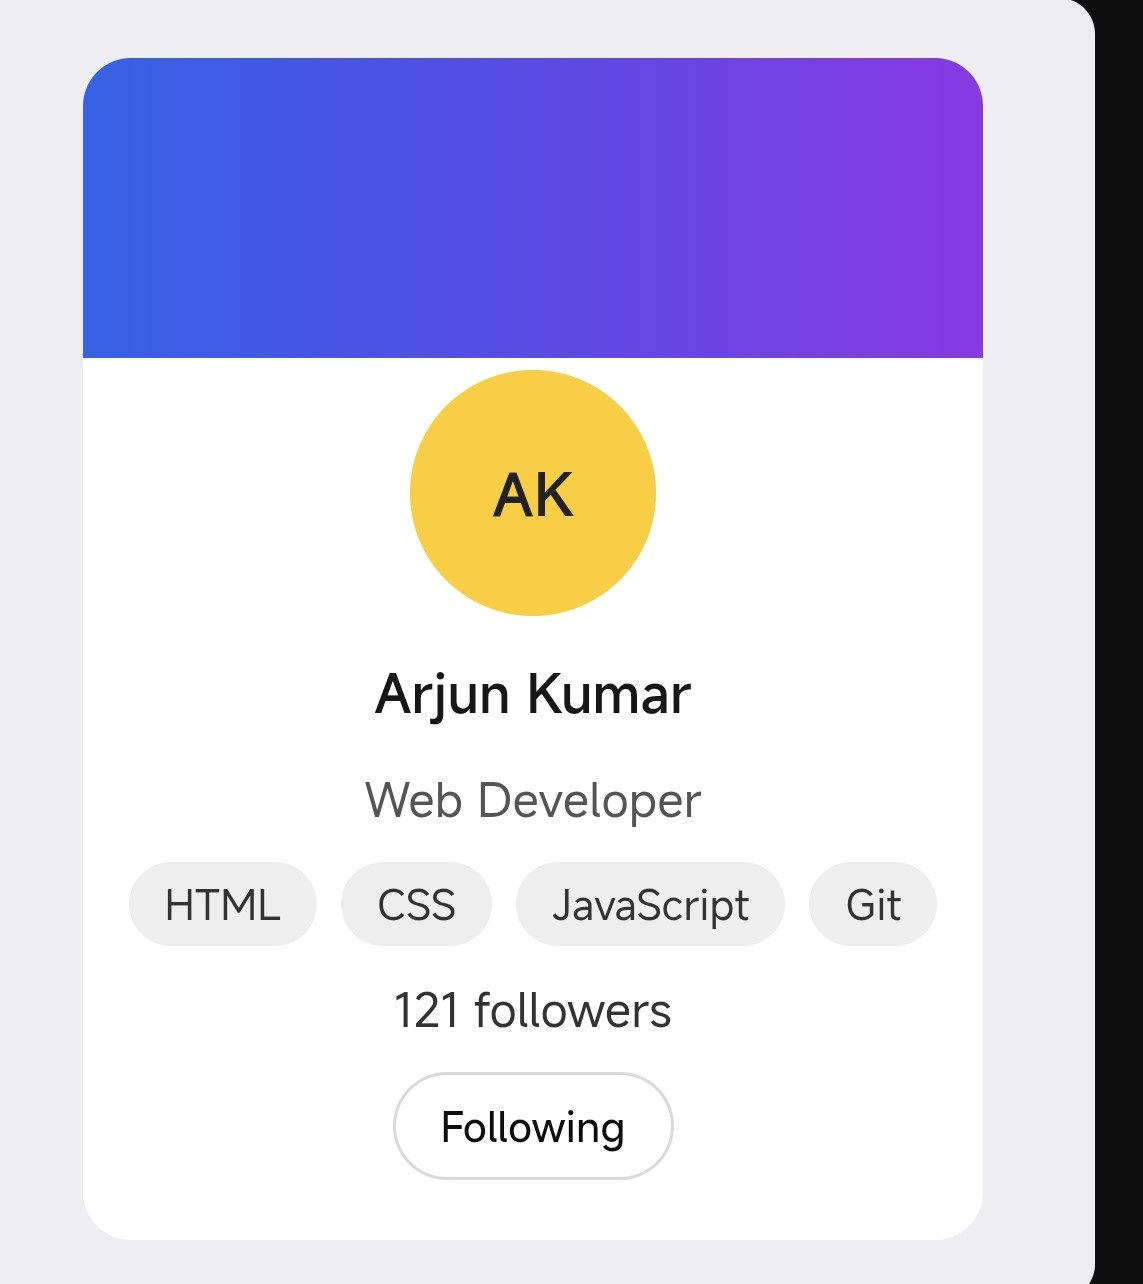 AK
Arjun Kumar
Web Developer
HTML CSS JavaScript Git
121 followers
Following